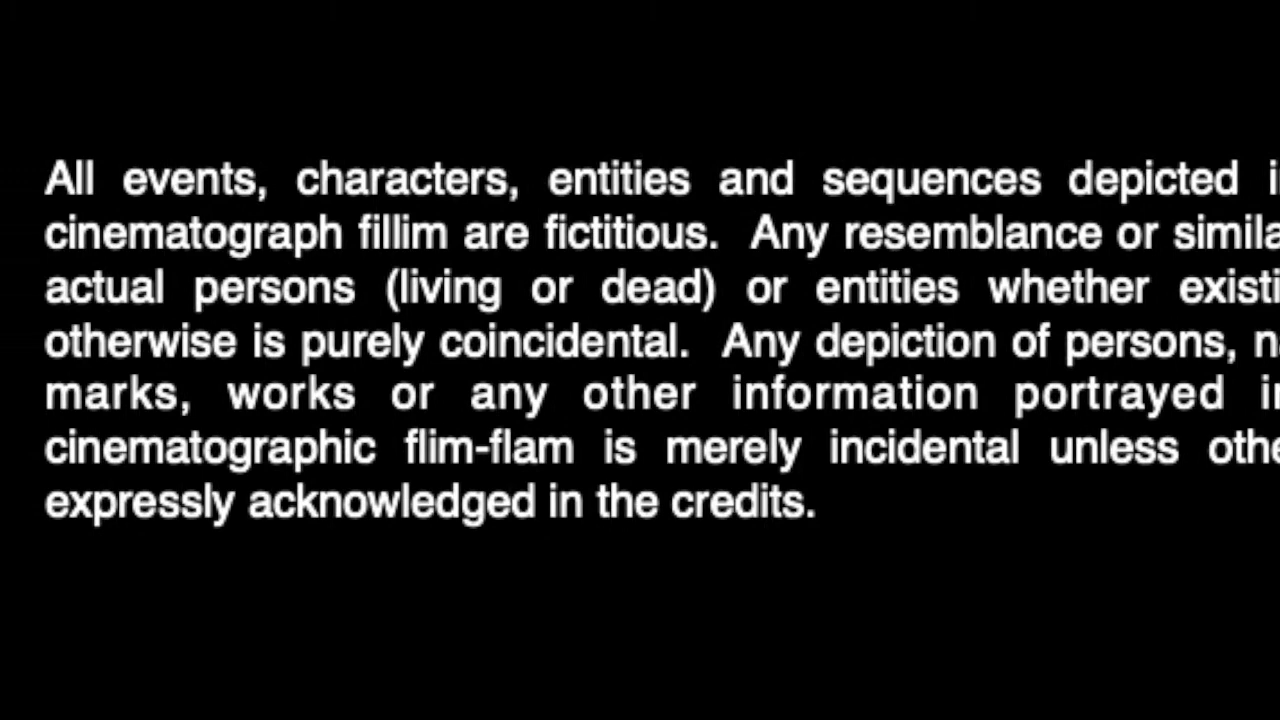 All events, characters, entities and sequences depicted
cinematograph fillim are fictitious. Any resemblance or
actual persons (living or dead) or entities whether
otherwise is purely coincidental. Any depiction of persons,
marks, works or any other information portrayed
cinematographic flim-flam is merely incidental unless
expressly acknowledged in the credits.